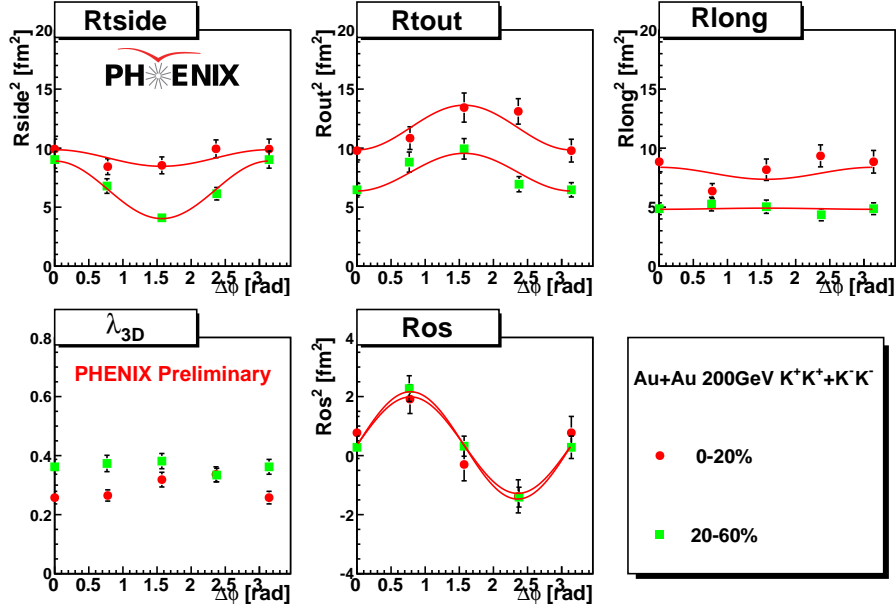 Rtside
Rtout
Rlong
Rside² [fm²]
20
15
10
5
0
PHENIX
0 0.5 1 1.5 2 2.5 3
Δϕ [rad]
Rout² [fm²]
20
15
10
5
0
0 0.5 1 1.5 2 2.5 3
Δϕ [rad]
Rlong² [fm²]
20
15
10
5
0
0 0.5 1 1.5 2 2.5 3
Δϕ [rad]
λ3D
Ros
0.8
0.6
0.4
0.2
0
PHENIX Preliminary
0 0.5 1 1.5 2 2.5 3
Δϕ [rad]
Ros² [fm²]
4
2
0
-2
-4
0 0.5 1 1.5 2 2.5 3
Δϕ [rad]
Au+Au 200GeV K⁺K⁺+K⁻K⁻
0-20%
20-60%